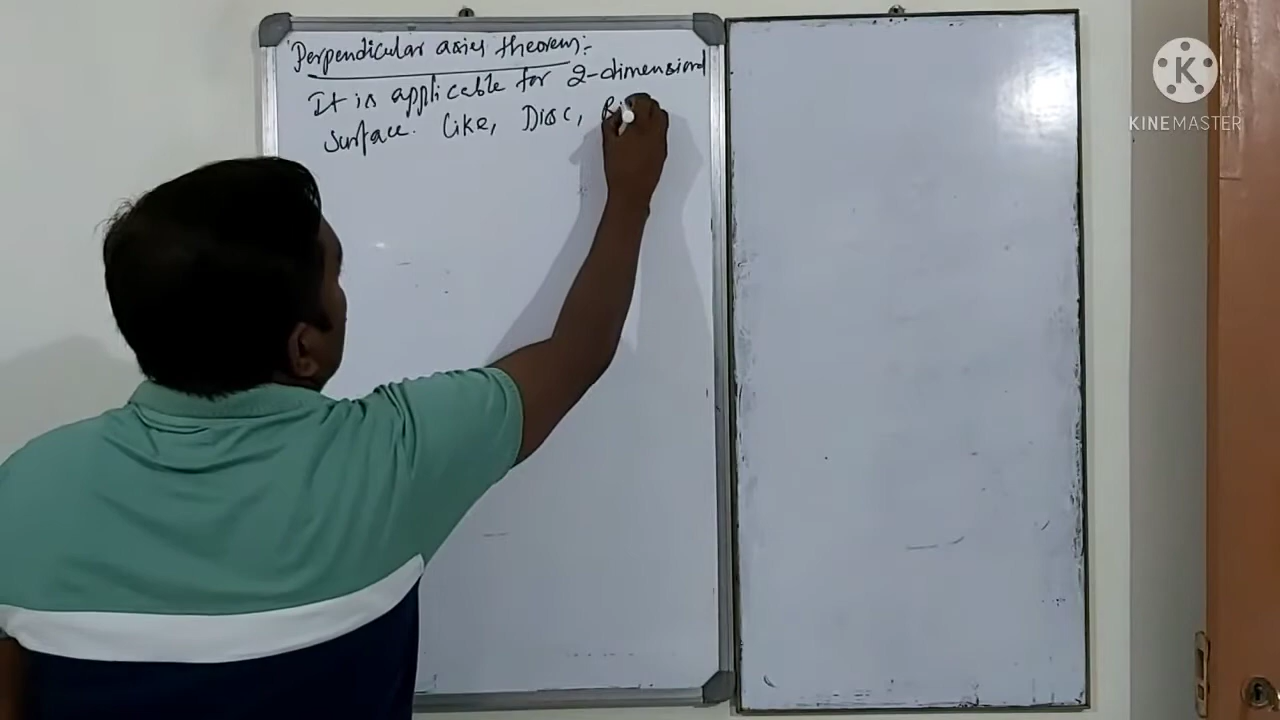 Perpendicular axies theorem:-
It is applicable for 2-dimensional
surface. Like, Disc,
KINEMASTER